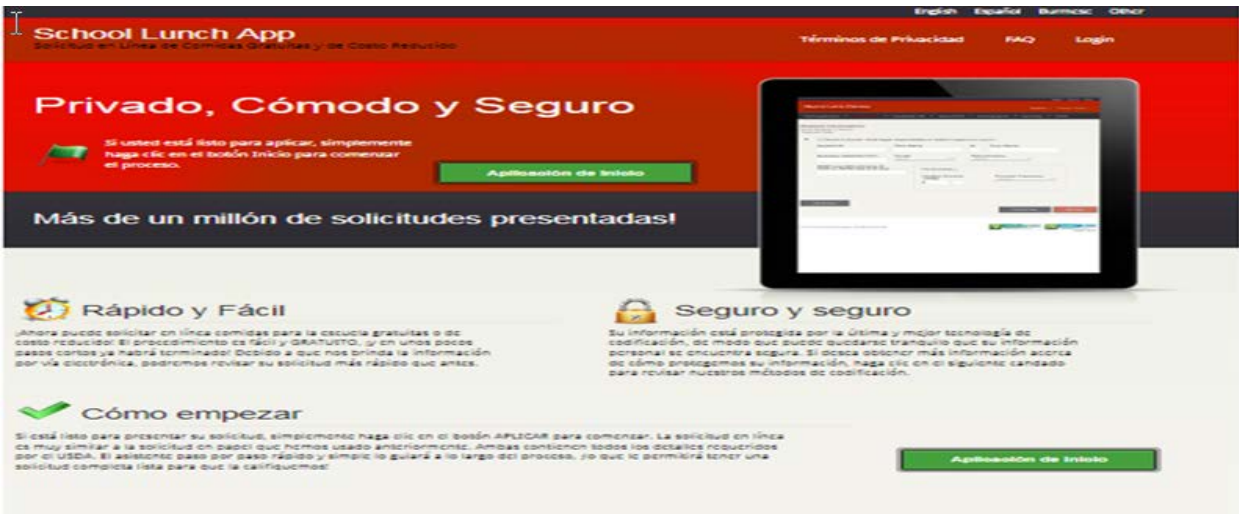 English Español Burmese Other
School Lunch App
Solicitud en Línea de Comidas Gratuitas y de Costo Reducido
Términos de Privacidad FAQ Login
Privado, Cómodo y Seguro
Si usted está listo para aplicar, simplemente
haga clic en el botón Inicio para comenzar
el proceso.
Aplicasión de Inicio
Más de un millón de solicitudes presentadas!
Rápido y Fácil
¡Ahora puede solicitar en línea comidas para la escuela gratuitas o de
costo reducido! El procedimiento es fácil y GRATUSTO, ¡y en unos pocos
pasos cortos ya habrá terminado! Debido a que nos brinda la información
por vía electrónica, podremos revisar su solicitud más rápido que antes.
Seguro y seguro
Su información está protegida por la última y mejor tecnología de
codificación, de modo que puede quedarse tranquilo que su información
personal se encuentra segura. Si desea obtener más información acerca
de cómo protegemos su información, haga clic en el siguiente candado
para revisar nuestros métodos de codificación.
Cómo empezar
Si está listo para presentar su solicitud, simplemente haga clic en el botón APLICAR para comenzar. La solicitud en línea
es muy similar a la solicitud en papel que hemos usado anteriormente. Ambas contienen todos los detalles requeridos
por el USDA. El asistente paso por paso rápido y simple lo guiará a lo largo del proceso, ¡o que le permitirá tener una
solicitud completa lista para que la califiquemos!
Aplicasión de Inicio